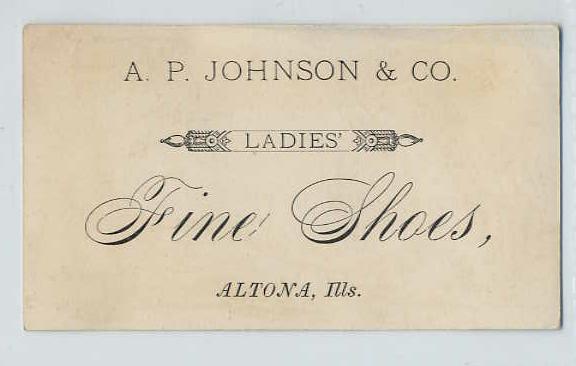 A. P. JOHNSON & CO.
LADIES'
Fine Shoes,
ALTONA, Ills.